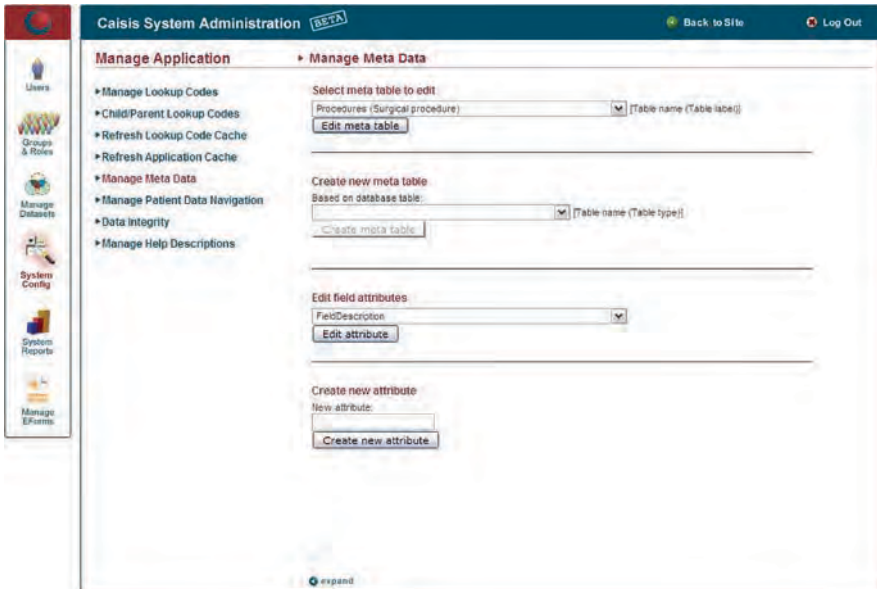 Caisis System Administration BETA
Back to Site
Log Out
Users
Groups
& Roles
Manage
Datasets
System
Config
System
Reports
Manage
EForms
Manage Application
Manage Lookup Codes
Child/Parent Lookup Codes
Refresh Lookup Code Cache
Refresh Application Cache
Manage Meta Data
Manage Patient Data Navigation
Data Integrity
Manage Help Descriptions
Manage Meta Data
Select meta table to edit
Procedures (Surgical procedure) [Table name (Table label)]
Edit meta table
Create new meta table
Based on database table:
[Table name (Table type)]
Create meta table
Edit field attributes
FieldDescription
Edit attribute
Create new attribute
New attribute:
Create new attribute
expand